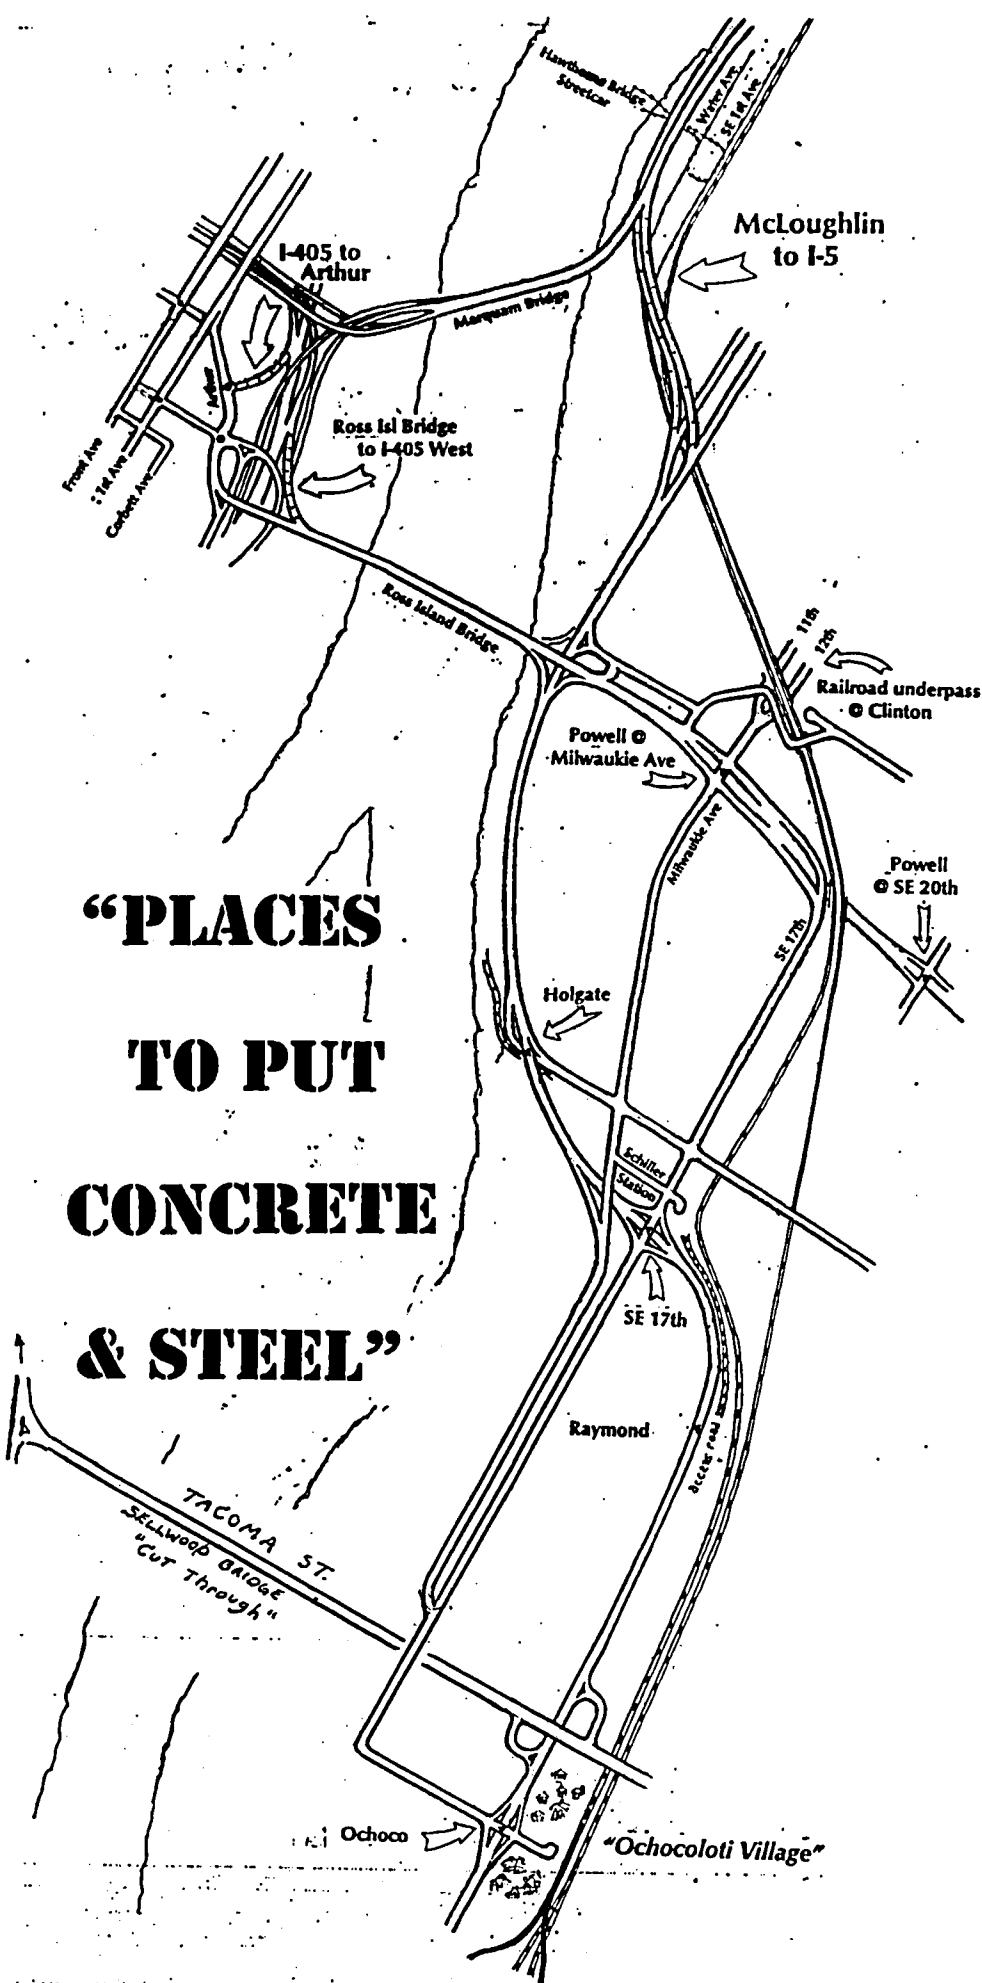 Hawthorne Bridge
Streetcar
Water Ave
SE 1st Ave
McLoughlin
to I-5
I-405 to
Arthur
Marquam Bridge
Arthur
Ross Isl Bridge
to I-405 West
Front Ave
1st Ave
Corbett Ave
Ross Island Bridge
11th
12th
Railroad underpass
@ Clinton
Powell @
Milwaukie Ave
Milwaukie Ave
Powell
@ SE 20th
SE 17th
“PLACES
TO PUT
CONCRETE
& STEEL”
Holgate
Schiller
Station
SE 17th
Raymond
access road
TACOMA ST.
SELLWOOD BRIDGE
"CUT Through"
Ochoco
"Ochocoloti Village"